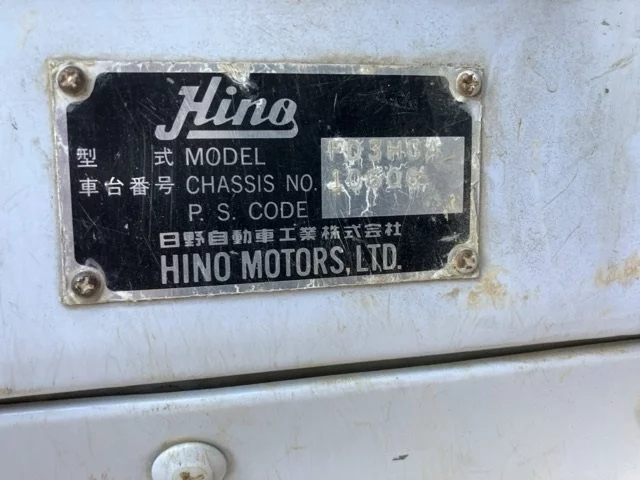 Hino
型 式 MODEL
車台番号 CHASSIS NO.
P. S. CODE
日野自動車工業株式会社
HINO MOTORS, LTD.